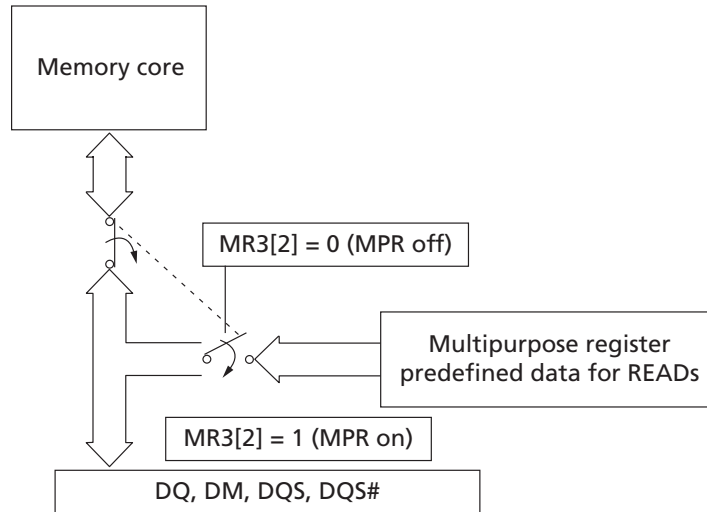 Memory core
MR3[2] = 0 (MPR off)
Multipurpose register
predefined data for READs
MR3[2] = 1 (MPR on)
DQ, DM, DQS, DQS#